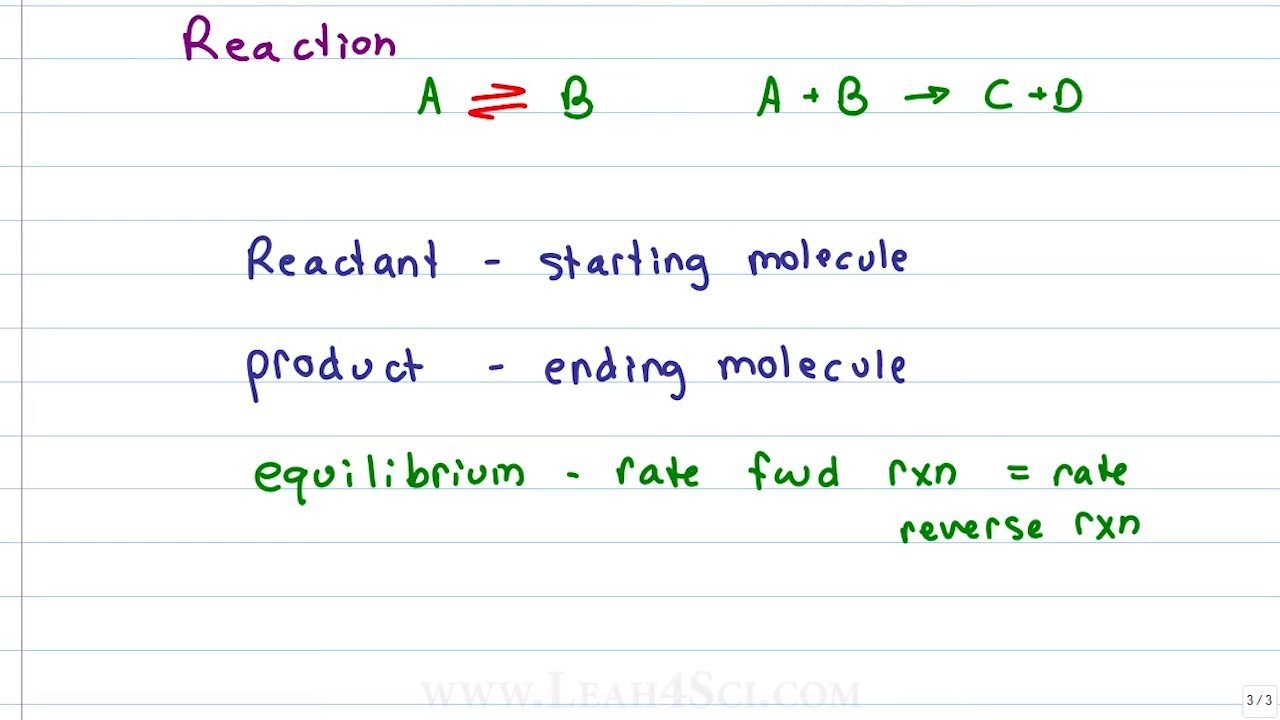 Reaction
A ⇌ B    A + B → C + D
Reactant - starting molecule
product - ending molecule
equilibrium - rate fwd rxn = rate
reverse rxn
www.Leah4Sci.com
3/3